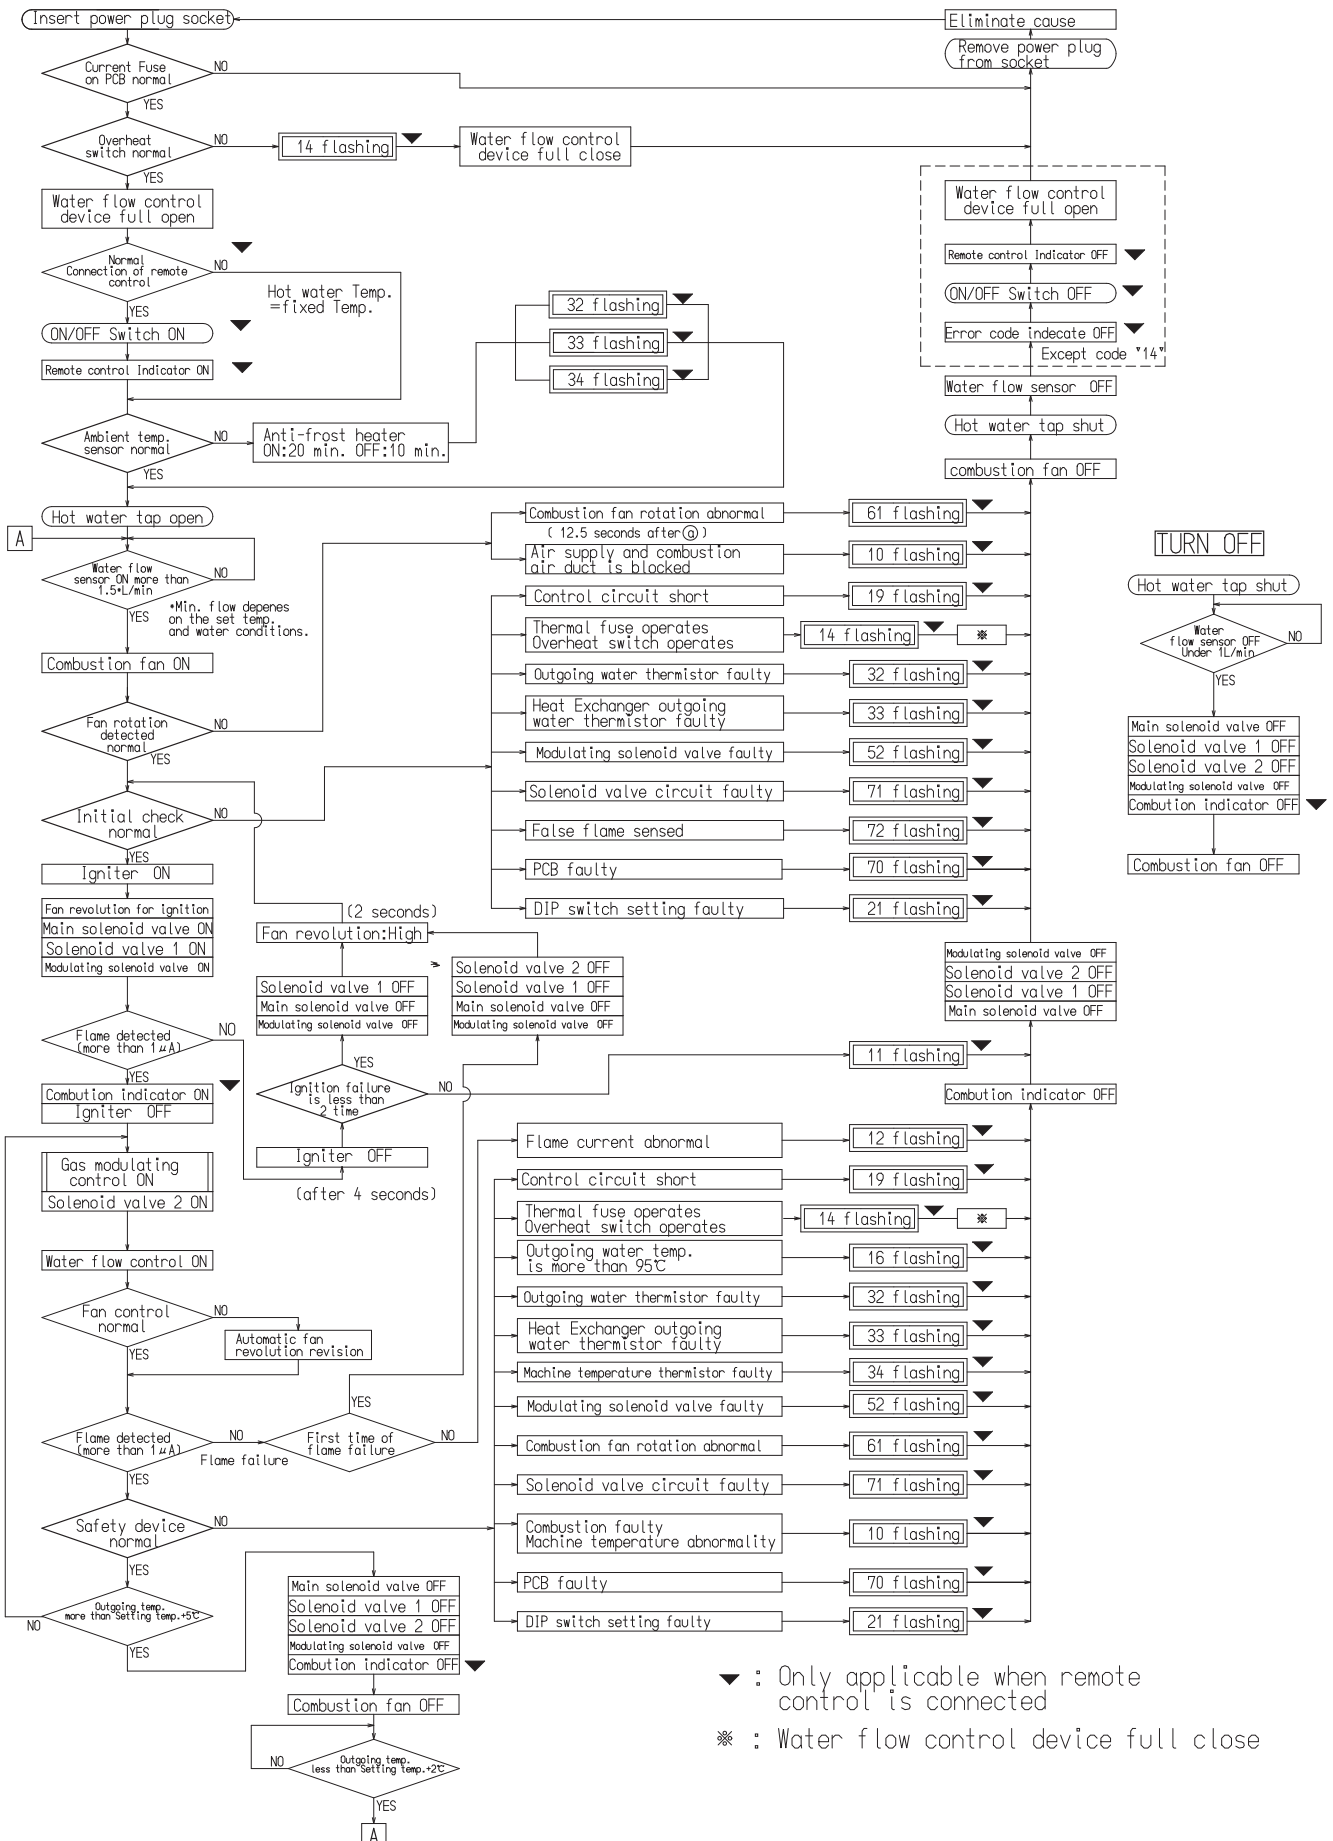 Insert power plug socket
Eliminate cause
Remove power plug
from socket
Current Fuse
on PCB normal
NO
YES
Overheat
switch normal
NO
14 flashing
Water flow control
device full close
YES
Water flow control
device full open
Normal
Connection of remote
control
NO
Hot water Temp.
=fixed Temp.
YES
ON/OFF Switch ON
Remote control Indicator ON
32 flashing
33 flashing
34 flashing
Ambient temp.
sensor normal
NO
Anti-frost heater
ON:20 min. OFF:10 min.
YES
Water flow control
device full open
Remote control Indicator OFF
ON/OFF Switch OFF
Error code indecate OFF
Except code "14"
Water flow sensor OFF
Hot water tap shut
combustion fan OFF
Hot water tap open
A
Water flow
sensor ON more than
1.5*L/min
NO
YES
*Min. flow depenes
on the set temp.
and water conditions.
Combustion fan ON
Fan rotation
detected
normal
NO
YES
Initial check
normal
NO
YES
Igniter ON
Fan revolution for ignition
Main solenoid valve ON
Solenoid valve 1 ON
Modulating solenoid valve ON
Flame detected
(more than 1μA)
NO
YES
Combution indicator ON
Igniter OFF
Gas modulating
control ON
Solenoid valve 2 ON
Water flow control ON
Fan control
normal
NO
Automatic fan
revolution revision
YES
Flame detected
(more than 1μA)
NO
Flame failure
YES
First time of
flame failure
YES
NO
Safety device
normal
NO
YES
Outgoing temp.
more than Setting temp.+5℃
NO
YES
Combustion fan rotation abnormal
61 flashing
( 12.5 seconds after ⓐ )
Air supply and combustion
air duct is blocked
10 flashing
Control circuit short
19 flashing
Thermal fuse operates
Overheat switch operates
14 flashing
※
Outgoing water thermistor faulty
32 flashing
Heat Exchanger outgoing
water thermistor faulty
33 flashing
Modulating solenoid valve faulty
52 flashing
Solenoid valve circuit faulty
71 flashing
False flame sensed
72 flashing
PCB faulty
70 flashing
DIP switch setting faulty
21 flashing
(2 seconds)
Fan revolution:High
Solenoid valve 1 OFF
Main solenoid valve OFF
Modulating solenoid valve OFF
Solenoid valve 2 OFF
Solenoid valve 1 OFF
Main solenoid valve OFF
Modulating solenoid valve OFF
YES
Ignition failure
is less than
2 time
NO
Igniter OFF
(after 4 seconds)
11 flashing
Modulating solenoid valve OFF
Solenoid valve 2 OFF
Solenoid valve 1 OFF
Main solenoid valve OFF
Combution indicator OFF
Flame current abnormal
12 flashing
Control circuit short
19 flashing
Thermal fuse operates
Overheat switch operates
14 flashing
※
Outgoing water temp.
is more than 95℃
16 flashing
Outgoing water thermistor faulty
32 flashing
Heat Exchanger outgoing
water thermistor faulty
33 flashing
Machine temperature thermistor faulty
34 flashing
Modulating solenoid valve faulty
52 flashing
Combustion fan rotation abnormal
61 flashing
Solenoid valve circuit faulty
71 flashing
Combustion faulty
Machine temperature abnormality
10 flashing
PCB faulty
70 flashing
DIP switch setting faulty
21 flashing
Main solenoid valve OFF
Solenoid valve 1 OFF
Solenoid valve 2 OFF
Modulating solenoid valve OFF
Combution indicator OFF
Combustion fan OFF
NO
Outgoing temp.
less than Setting temp.+2℃
YES
A
TURN OFF
Hot water tap shut
Water
flow sensor OFF
Under 1L/min
NO
YES
Main solenoid valve OFF
Solenoid valve 1 OFF
Solenoid valve 2 OFF
Modulating solenoid valve OFF
Combution indicator OFF
Combustion fan OFF
▼ : Only applicable when remote
control is connected
※ : Water flow control device full close